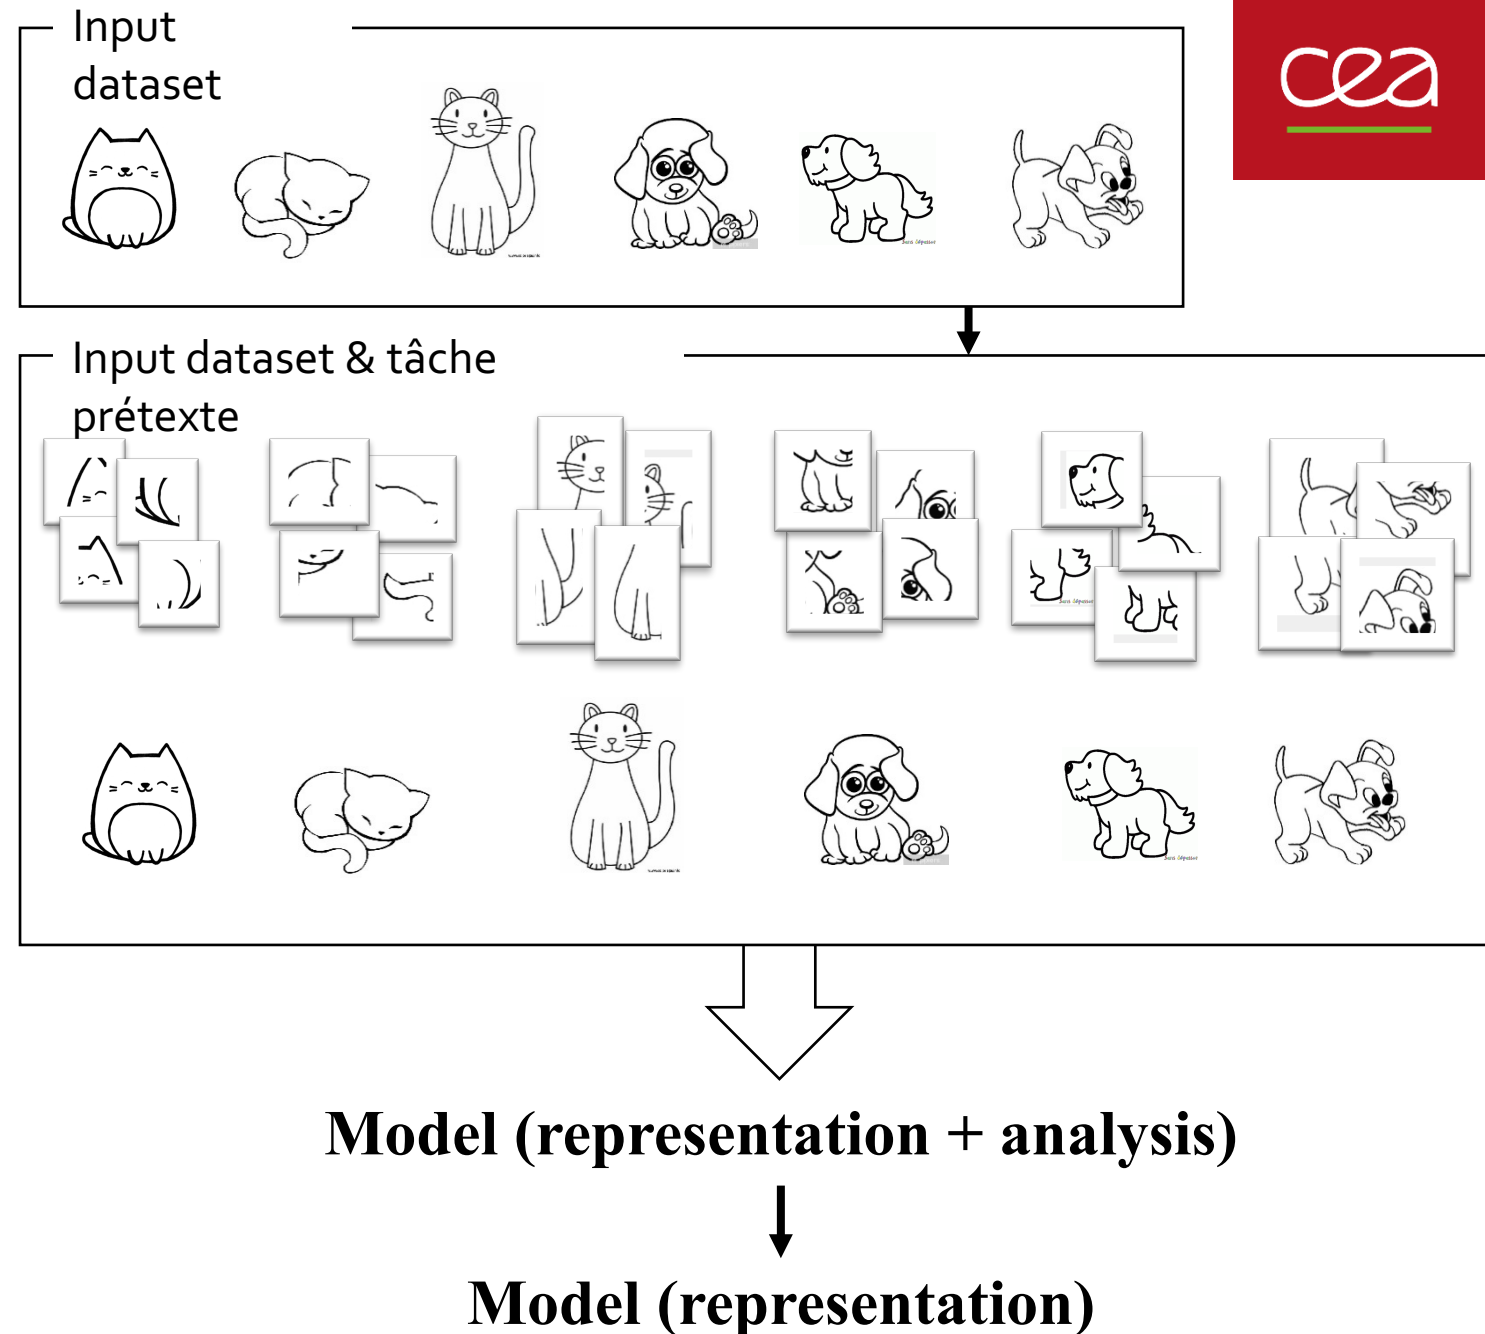 Input
dataset
cea
Input dataset & tâche
prétexte
Model (representation + analysis)
Model (representation)